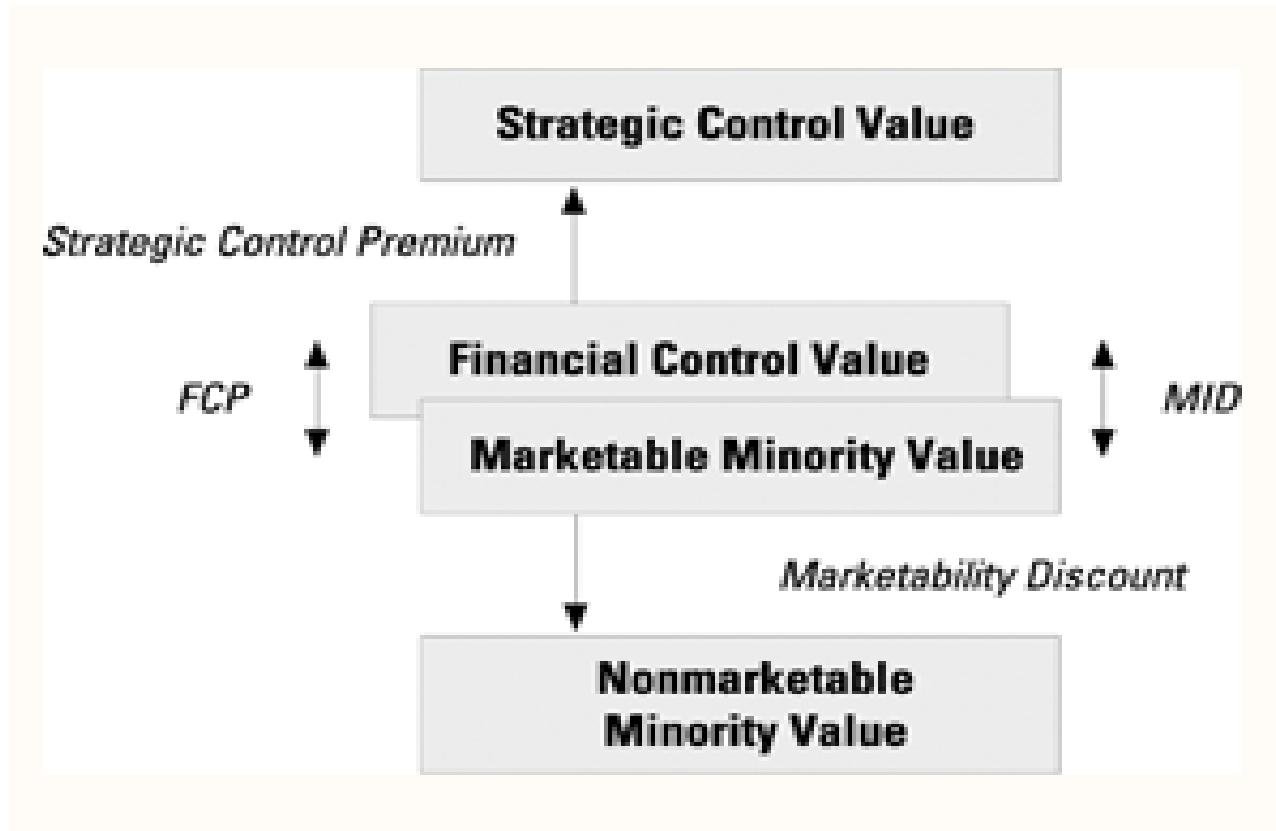 Strategic Control Value
Strategic Control Premium
Financial Control Value
FCP
MID
Marketable Minority Value
Marketability Discount
Nonmarketable
Minority Value